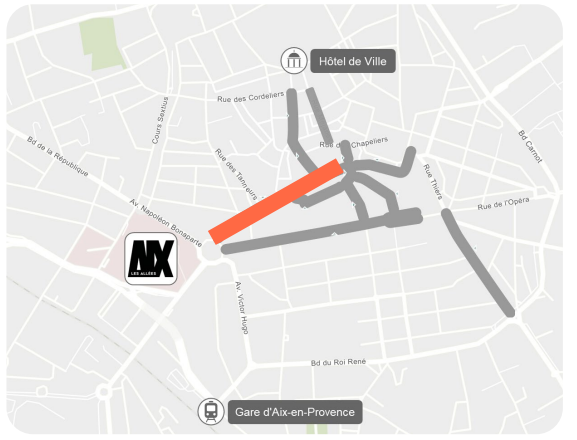 Hôtel de Ville
Rue des Cordeliers
Cours Sextius
Rue des Chapeliers
Bd Carnot
Bd de la République
Rue des Tanneurs
Rue Thiers
Av. Napoléon Bonaparte
Rue de l'Opéra
AIX
LES ALLÉES
Av. Victor Hugo
Bd du Roi René
Gare d'Aix-en-Provence